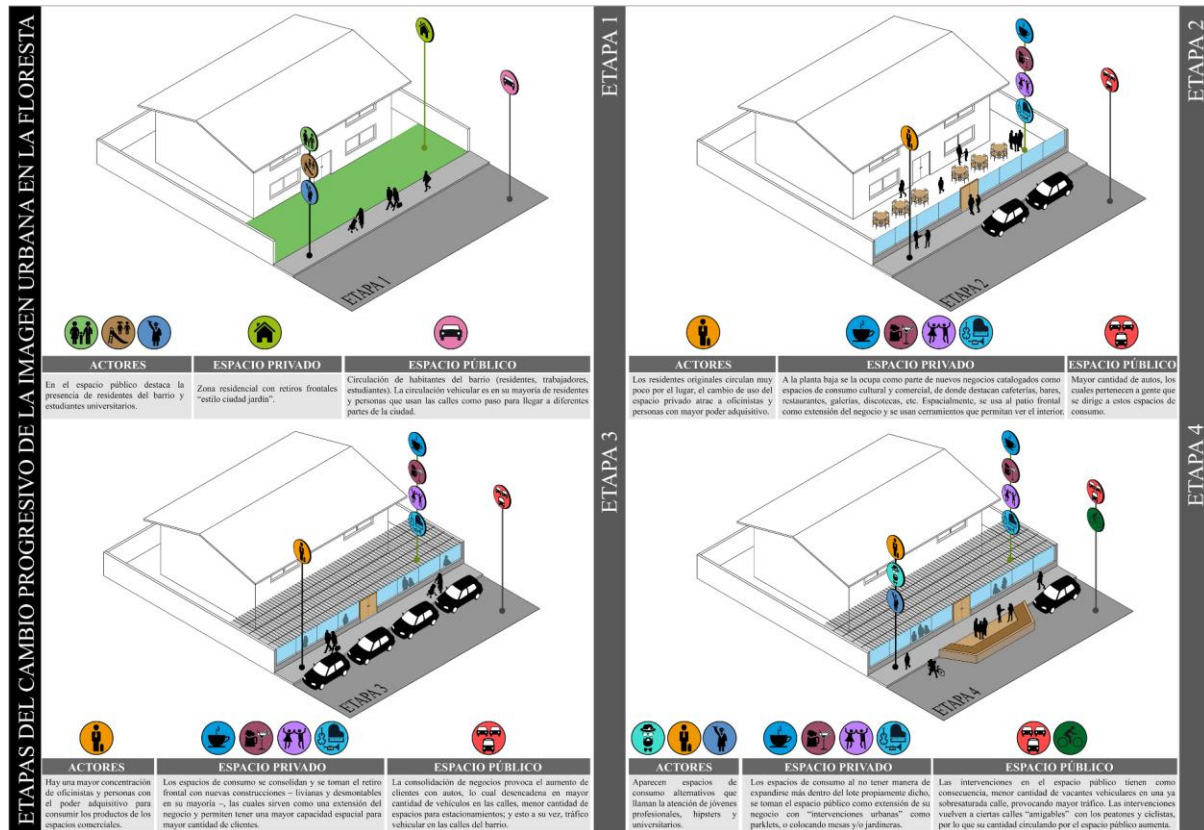 ETAPAS DEL CAMBIO PROGRESIVO DE LA IMAGEN URBANA EN LA FLORESTA
ETAPA 1
ETAPA 1
ACTORES
En el espacio público destaca la
presencia de residentes del barrio y
estudiantes universitarios.
ESPACIO PRIVADO
Zona residencial con retiros frontales
“estilo ciudad jardín”.
ESPACIO PÚBLICO
Circulación de habitantes del barrio (residentes, trabajadores,
estudiantes). La circulación vehicular es en su mayoría de residentes
y personas que usan las calles como paso para llegar a diferentes
partes de la ciudad.
ETAPA 2
ETAPA 2
ACTORES
Los residentes originales circulan muy
poco por el lugar, el cambio de uso del
espacio privado atrae a oficinistas y
personas con mayor poder adquisitivo.
ESPACIO PRIVADO
A la planta baja se la ocupa como parte de nuevos negocios catalogados como
espacios de consumo cultural y comercial, de donde destacan cafeterías, bares,
restaurantes, galerías, discotecas, etc. Espacialmente, se usa al patio frontal
como extensión del negocio y se usan cerramientos que permitan ver el interior.
ESPACIO PÚBLICO
Mayor cantidad de autos, los
cuales pertenecen a gente que
se dirige a estos espacios de
consumo.
ETAPA 3
ETAPA 3
ACTORES
Hay una mayor concentración
de oficinistas y personas con
el poder adquisitivo para
consumir los productos de los
espacios comerciales.
ESPACIO PRIVADO
Los espacios de consumo se consolidan y se toman el retiro
frontal con nuevas construcciones – livianas y desmontables
en su mayoría –, las cuales sirven como una extensión del
negocio y permiten tener una mayor capacidad espacial para
mayor cantidad de clientes.
ESPACIO PÚBLICO
La consolidación de negocios provoca el aumento de
clientes con autos, lo cual desencadena en mayor
cantidad de vehículos en las calles, menor cantidad de
espacios para estacionamientos; y esto a su vez, tráfico
vehicular en las calles del barrio.
ETAPA 4
ETAPA 4
ACTORES
Aparecen espacios de
consumo alternativos que
llaman la atención de jóvenes
profesionales, hipsters y
universitarios.
ESPACIO PRIVADO
Los espacios de consumo al no tener manera de
expandirse más dentro del lote propiamente dicho,
se toman el espacio público como extensión de su
negocio con “intervenciones urbanas” como
parklets, o colocando mesas y/o jardineras.
ESPACIO PÚBLICO
Las intervenciones en el espacio público tienen como
consecuencia, menor cantidad de vacantes vehiculares en una ya
sobresaturada calle, provocando mayor tráfico. Las intervenciones
vuelven a ciertas calles “amigables” con los peatones y ciclistas,
por lo que su cantidad circulando por el espacio público aumenta.